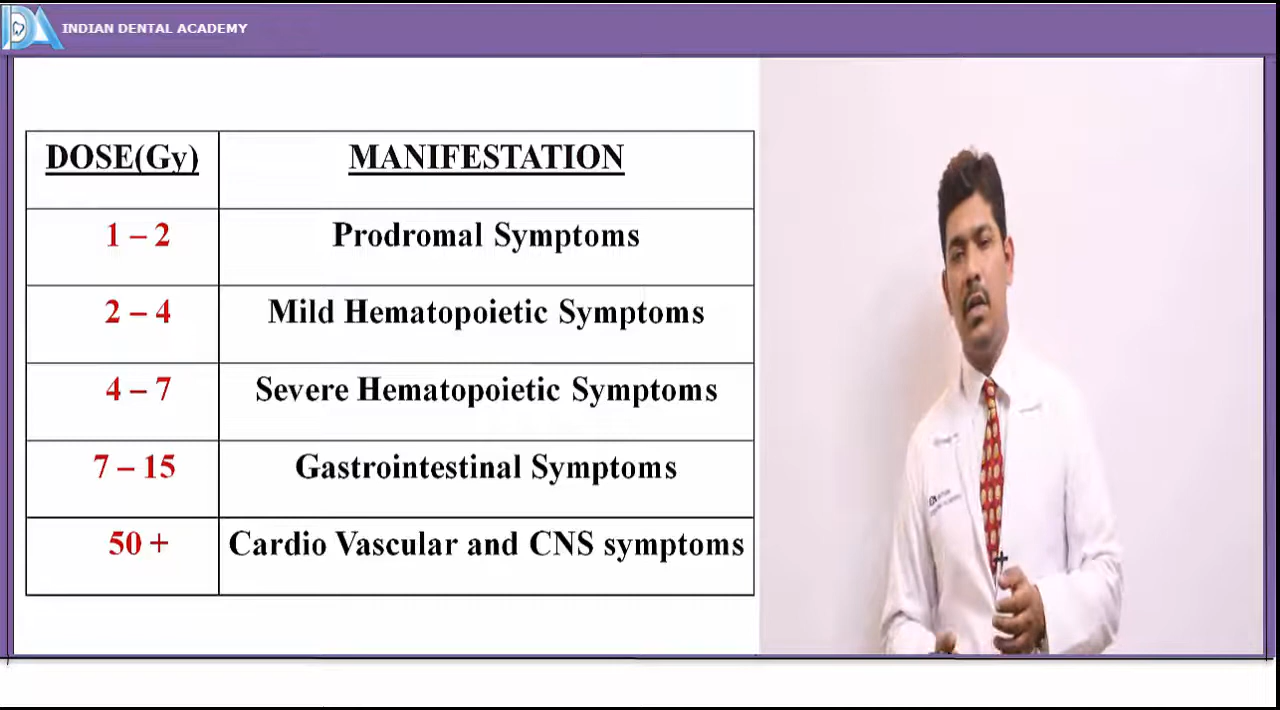 INDIAN DENTAL ACADEMY
DOSE(Gy) MANIFESTATION
1 – 2 Prodromal Symptoms
2 – 4 Mild Hematopoietic Symptoms
4 – 7 Severe Hematopoietic Symptoms
7 – 15 Gastrointestinal Symptoms
50 + Cardio Vascular and CNS symptoms